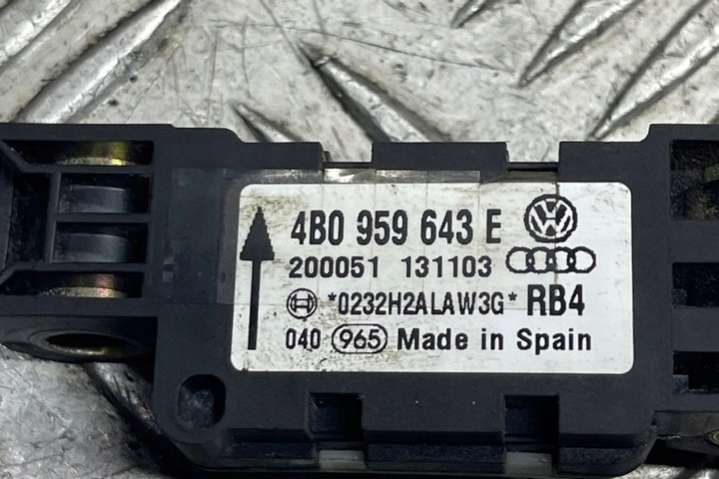 4B0 959 643 E
200051 131103
*0232H2ALAW3G* RB4
040 965 Made in Spain